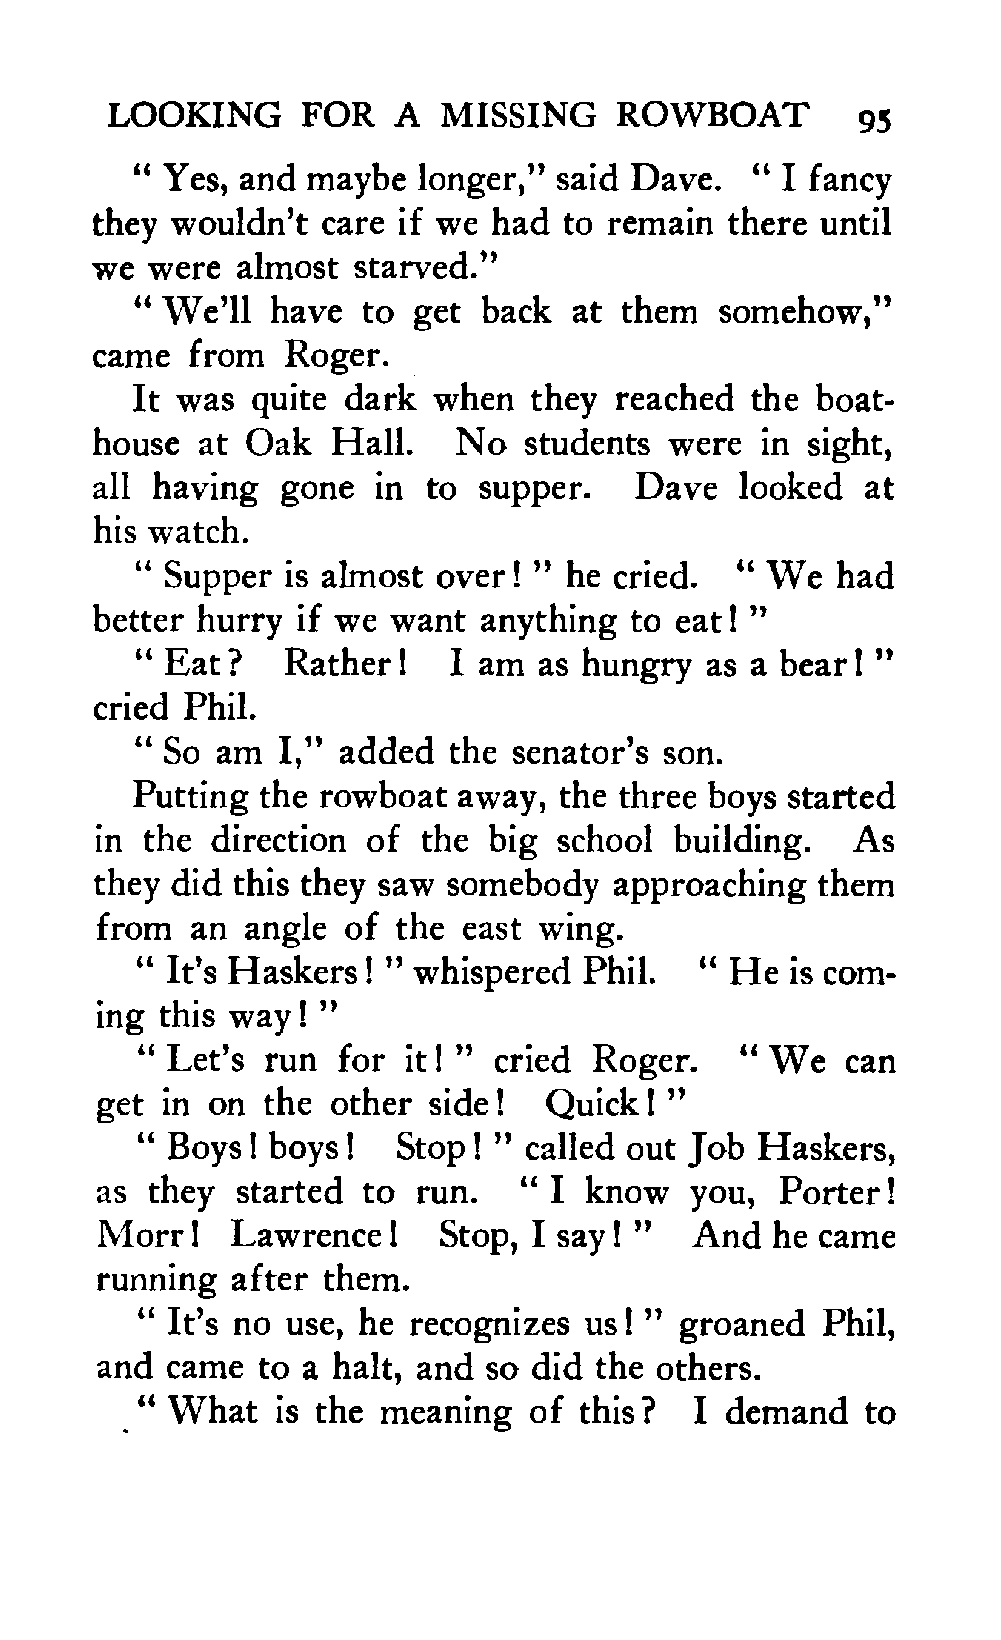 LOOKING FOR A MISSING ROWBOAT 95
“ Yes, and maybe longer,” said Dave. “ I fancy
they wouldn’t care if we had to remain there until
we were almost starved.”
“ We’ll have to get back at them somehow,”
came from Roger.
It was quite dark when they reached the boat-
house at Oak Hall. No students were in sight,
all having gone in to supper. Dave looked at
his watch.
“ Supper is almost over! ” he cried. “ We had
better hurry if we want anything to eat! ”
“ Eat? Rather! I am as hungry as a bear! ”
cried Phil.
“ So am I,” added the senator’s son.
Putting the rowboat away, the three boys started
in the direction of the big school building. As
they did this they saw somebody approaching them
from an angle of the east wing.
“ It’s Haskers! ” whispered Phil. “ He is com-
ing this way! ”
“ Let’s run for it! ” cried Roger. “ We can
get in on the other side! Quick! ”
“ Boys! boys! Stop! ” called out Job Haskers,
as they started to run. “ I know you, Porter!
Morr! Lawrence! Stop, I say! ” And he came
running after them.
“ It’s no use, he recognizes us! ” groaned Phil,
and came to a halt, and so did the others.
“ What is the meaning of this? I demand to